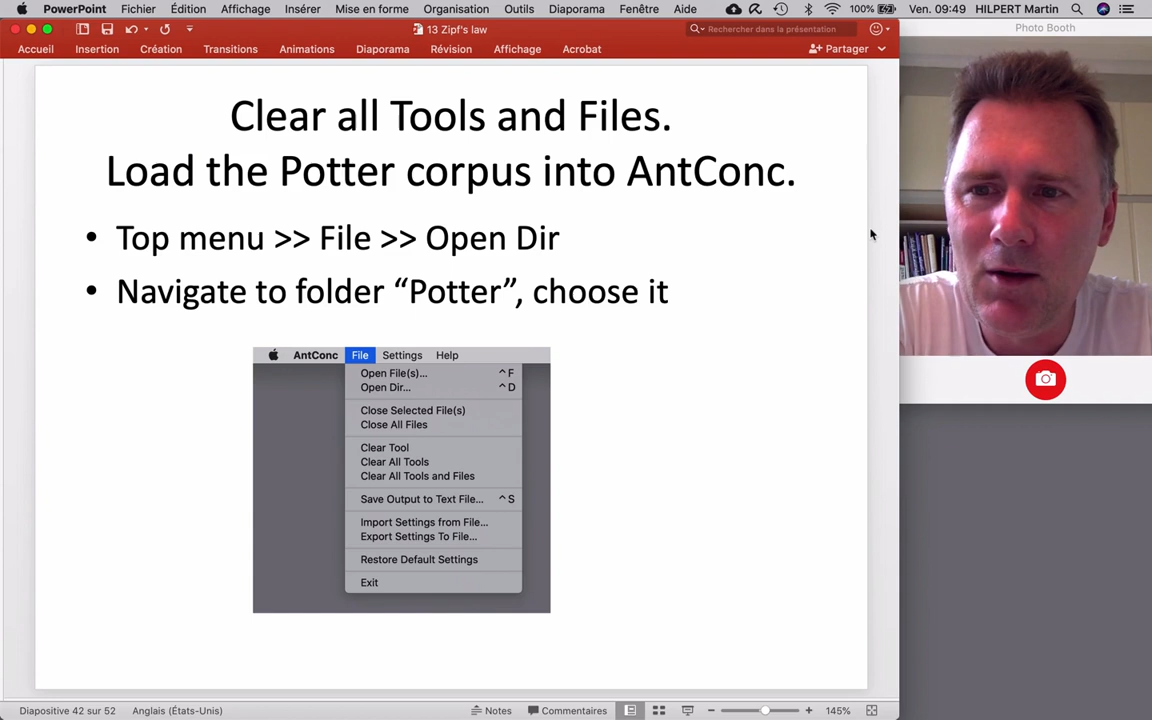 PowerPoint Fichier Édition Affichage Insérer Mise en forme Organisation Outils Diaporama Fenêtre Aide 100% Ven. 09:49 HILPERT Martin
13 Zipf's law
Rechercher dans la présentation
Photo Booth
Accueil Insertion Création Transitions Animations Diaporama Révision Affichage Acrobat Partager
Clear all Tools and Files.
Load the Potter corpus into AntConc.
• Top menu >> File >> Open Dir
• Navigate to folder “Potter”, choose it
AntConc File Settings Help
Open File(s)... ^ F
Open Dir... ^ D
Close Selected File(s)
Close All Files
Clear Tool
Clear All Tools
Clear All Tools and Files
Save Output to Text File... ^ S
Import Settings from File...
Export Settings To File...
Restore Default Settings
Exit
Diapositive 42 sur 52 Anglais (États-Unis) Notes Commentaires 145%